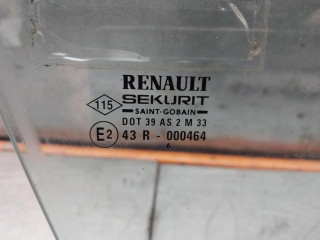 RENAULT
SEKURIT
115
SAINT-GOBAIN
DOT 39 AS 2 M 33
E2 43 R - 000464